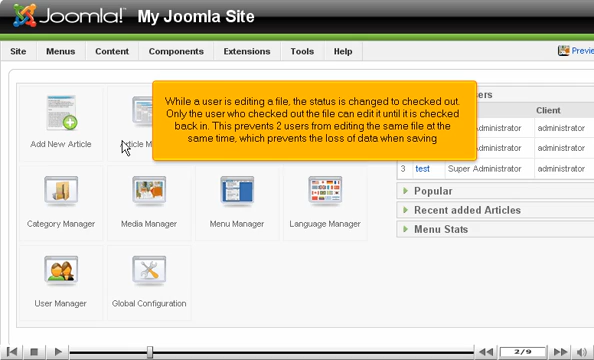 Joomla! My Joomla Site
Site Menus Content Components Extensions Tools Help
While a user is editing a file, the status is changed to checked out.
Only the user who checked out the file can edit it until it is checked
back in. This prevents 2 users from editing the same file at the
same time, which prevents the loss of data when saving
Client
Administrator administrator
Administrator administrator
3 test Super Administrator administrator
Add New Article
Category Manager Media Manager Menu Manager Language Manager
User Manager Global Configuration
Popular
Recent added Articles
Menu Stats
2/9